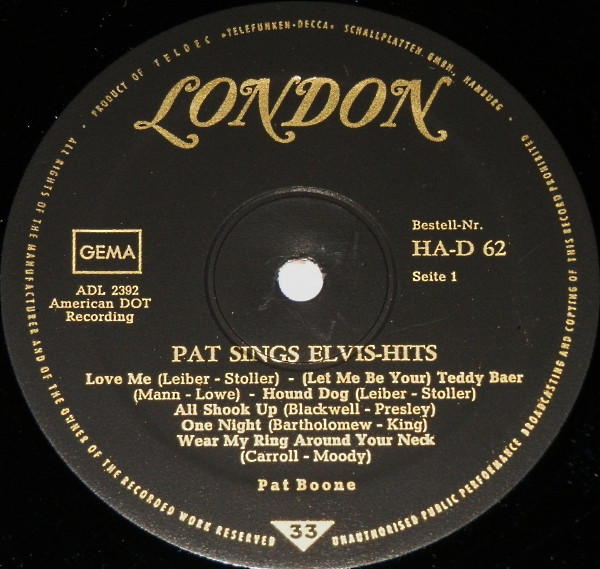 · PRODUCT OF TELDEC »TELEFUNKEN-DECCA« SCHALLPLATTEN GMBH., HAMBURG ·
LONDON
GEMA
ADL 2392
American DOT
Recording
Bestell-Nr.
HA-D 62
Seite 1
PAT SINGS ELVIS-HITS
Love Me (Leiber - Stoller) - (Let Me Be Your) Teddy Baer
(Mann - Lowe) - Hound Dog (Leiber - Stoller)
All Shook Up (Blackwell - Presley)
One Night (Bartholomew - King)
Wear My Ring Around Your Neck
(Carroll - Moody)
Pat Boone
33
ALL RIGHTS OF THE MANUFACTURER AND OF THE OWNER OF THE RECORDED WORK RESERVED
UNAUTHORISED PUBLIC PERFORMANCE BROADCASTING AND COPYING OF THIS RECORD PROHIBITED